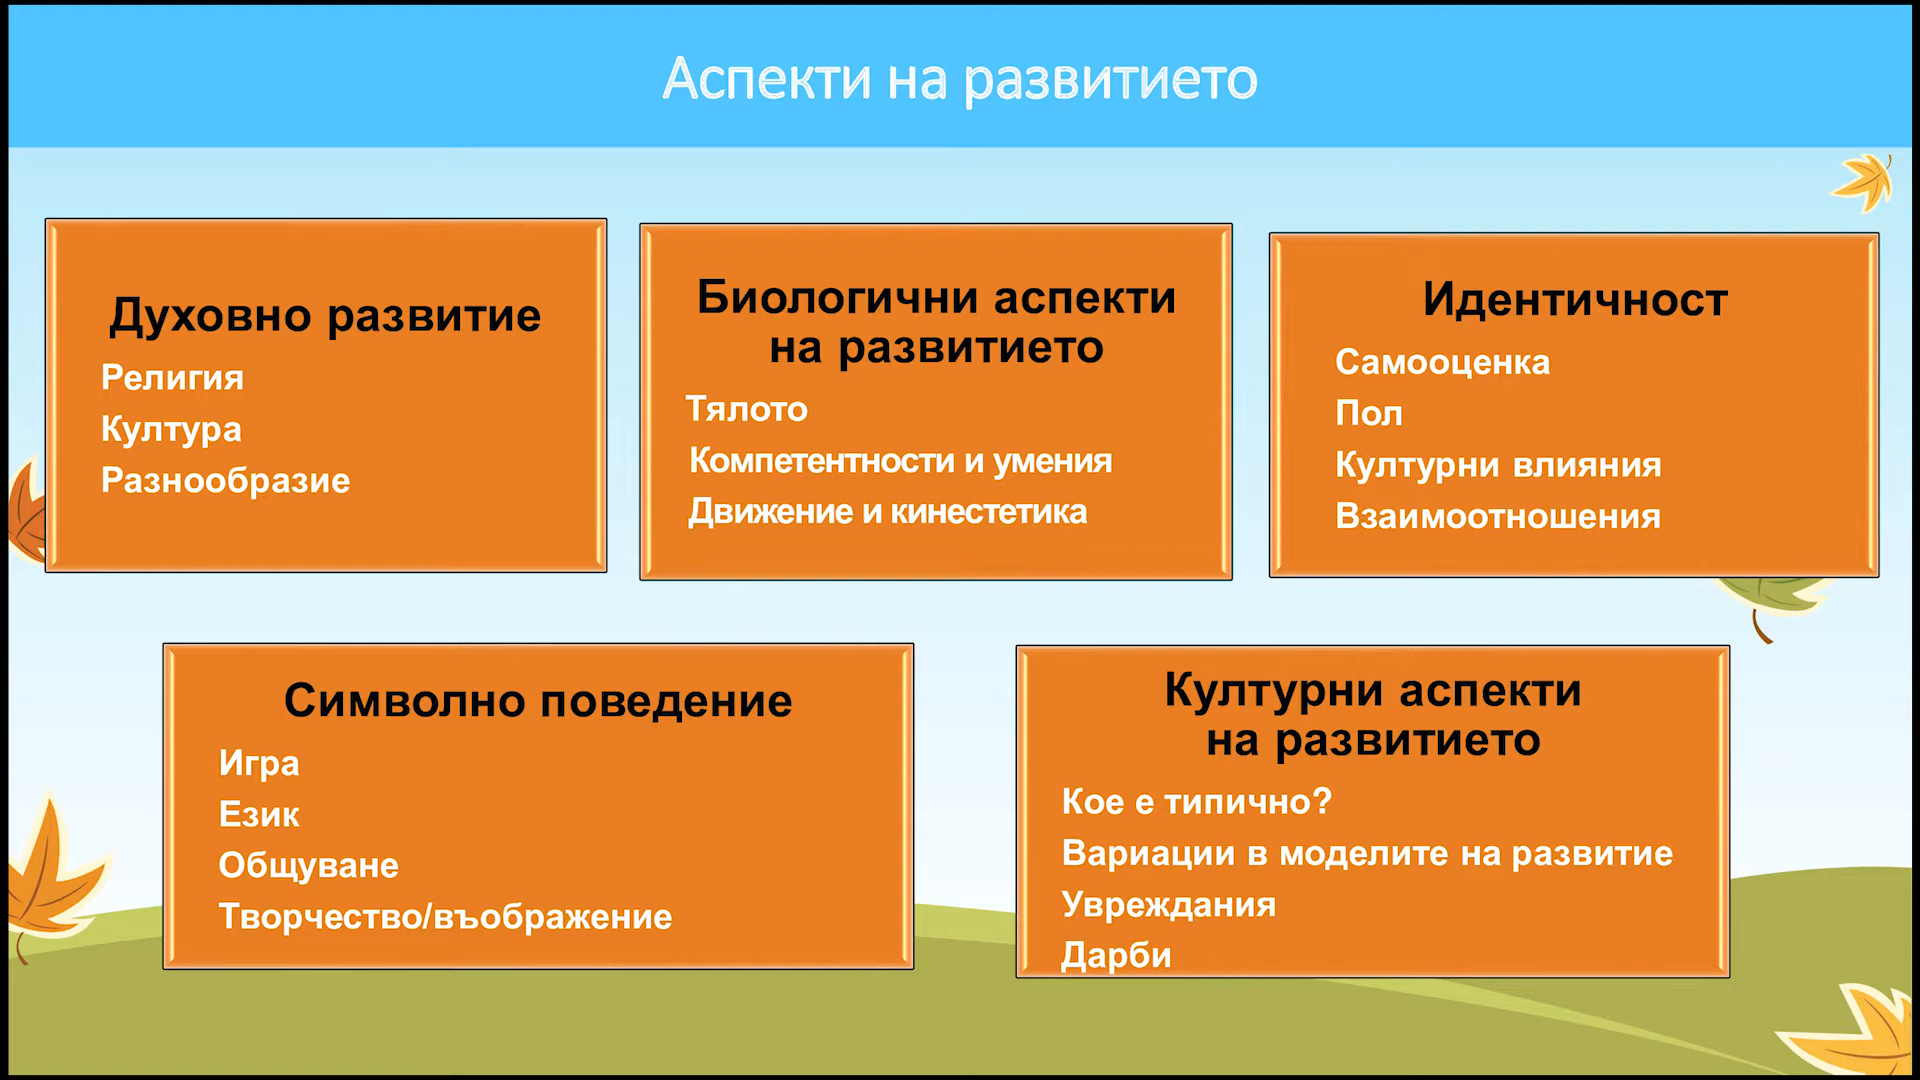 Аспекти на развитието
Духовно развитие
Религия
Култура
Разнообразие
Биологични аспекти
на развитието
Тялото
Компетентности и умения
Движение и кинестетика
Идентичност
Самооценка
Пол
Културни влияния
Взаимоотношения
Символно поведение
Игра
Език
Общуване
Творчество/въображение
Културни аспекти
на развитието
Кое е типично?
Вариации в моделите на развитие
Увреждания
Дарби